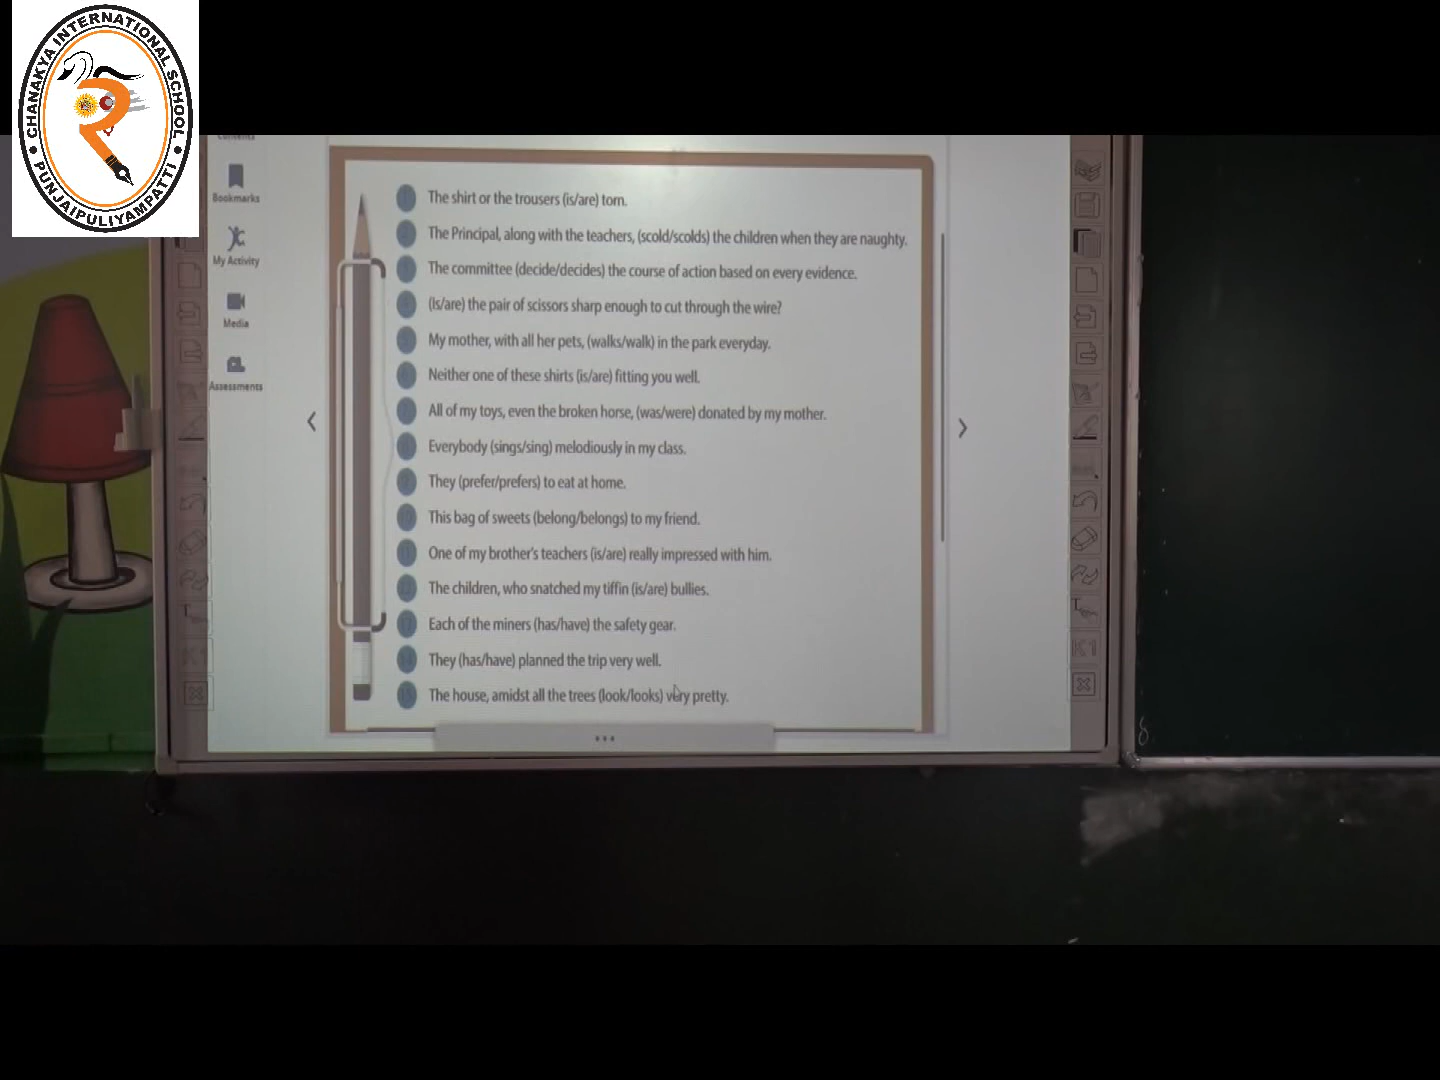 CHANAKYA INTERNATIONAL SCHOOL
PUNJAIPULIYAMPATTI
Contents
Bookmarks
My Activity
Media
Assessments
1 The shirt or the trousers (is/are) torn.
The Principal, along with the teachers, (scold/scolds) the children when they are naughty.
The committee (decide/decides) the course of action based on every evidence.
(Is/are) the pair of scissors sharp enough to cut through the wire?
My mother, with all her pets, (walks/walk) in the park everyday.
Neither one of these shirts (is/are) fitting you well.
All of my toys, even the broken horse, (was/were) donated by my mother.
Everybody (sings/sing) melodiously in my class.
They (prefer/prefers) to eat at home.
This bag of sweets (belong/belongs) to my friend.
One of my brother's teachers (is/are) really impressed with him.
The children, who snatched my tiffin (is/are) bullies.
Each of the miners (has/have) the safety gear.
They (has/have) planned the trip very well.
15 The house, amidst all the trees (look/looks) very pretty.
K1
K1
8